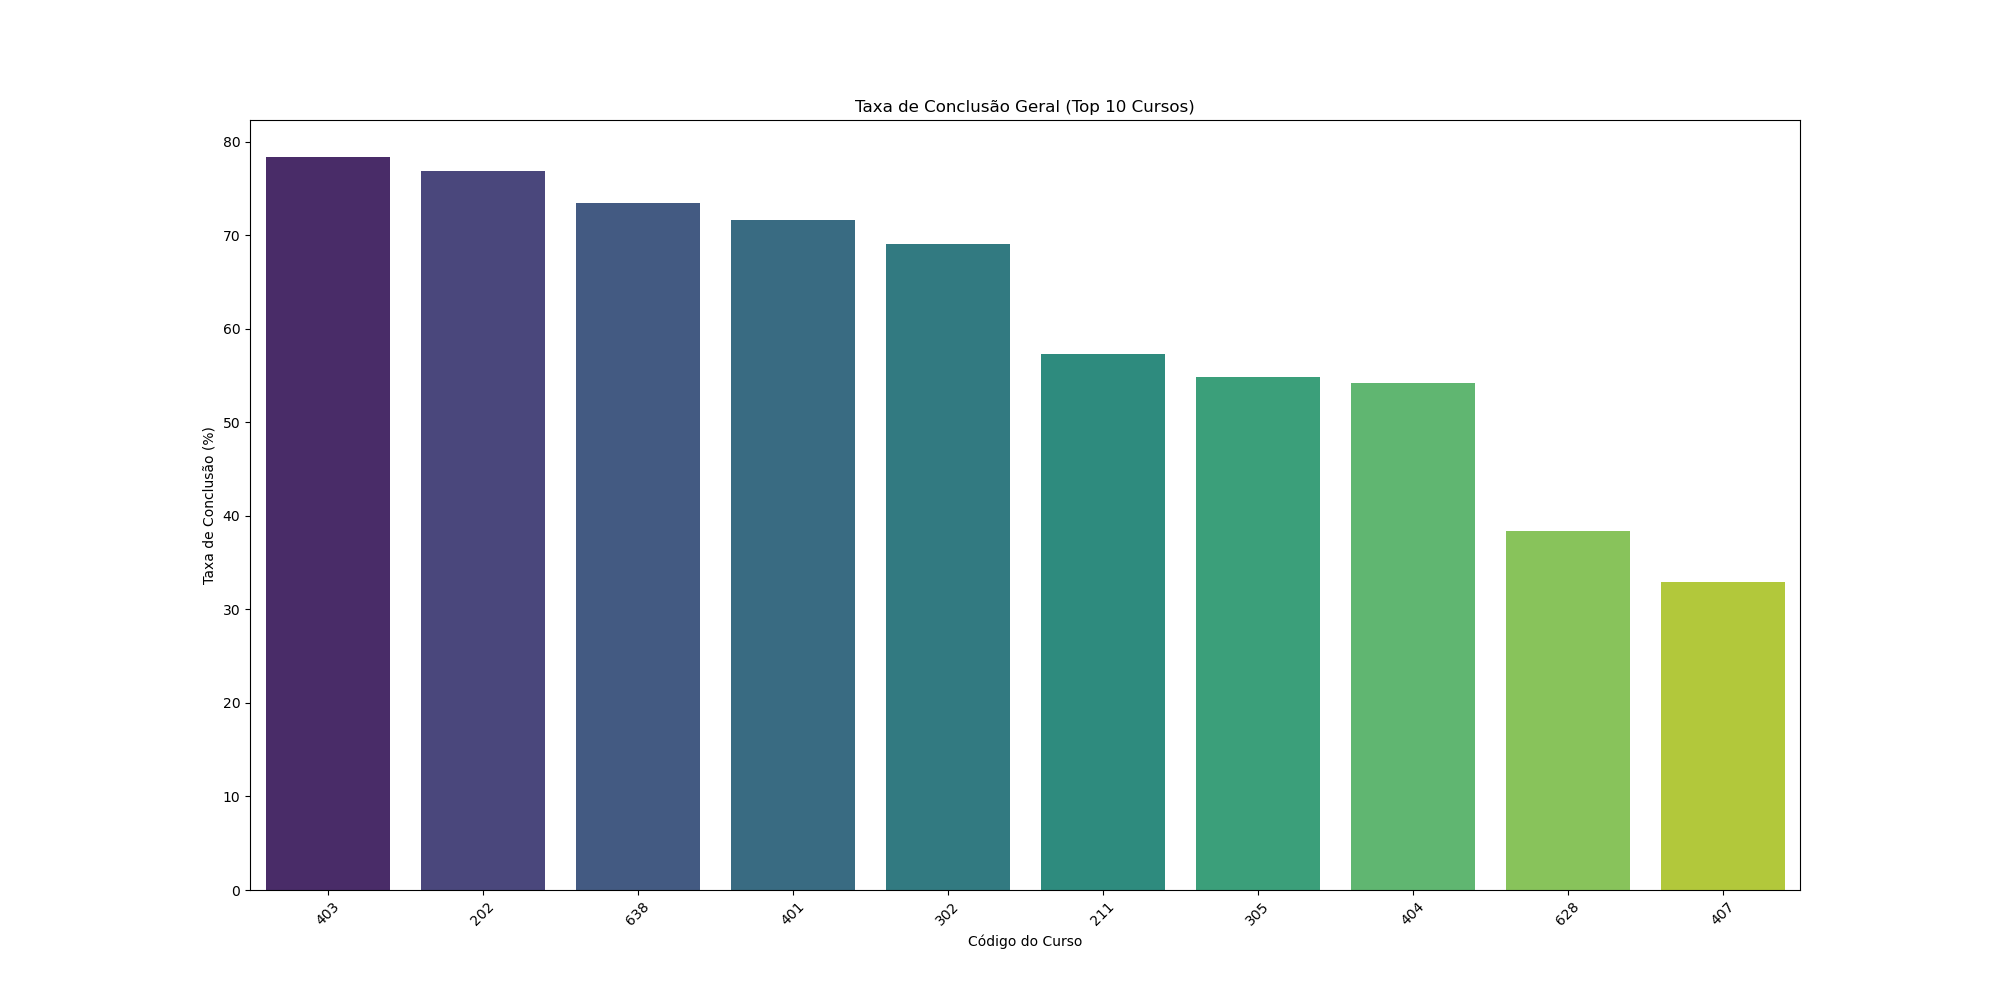 Taxa de Conclusão Geral (Top 10 Cursos)
Taxa de Conclusão (%)
80
70
60
50
40
30
20
10
0
403 202 638 401 302 211 305 404 628 407
Código do Curso